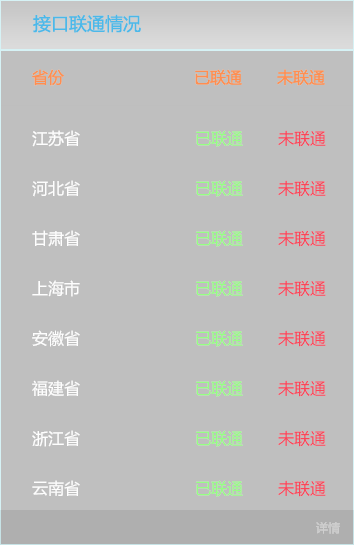 接口联通情况
省份 已联通 未联通
江苏省 已联通 未联通
河北省 已联通 未联通
甘肃省 已联通 未联通
上海市 已联通 未联通
安徽省 已联通 未联通
福建省 已联通 未联通
浙江省 已联通 未联通
云南省 已联通 未联通
详情